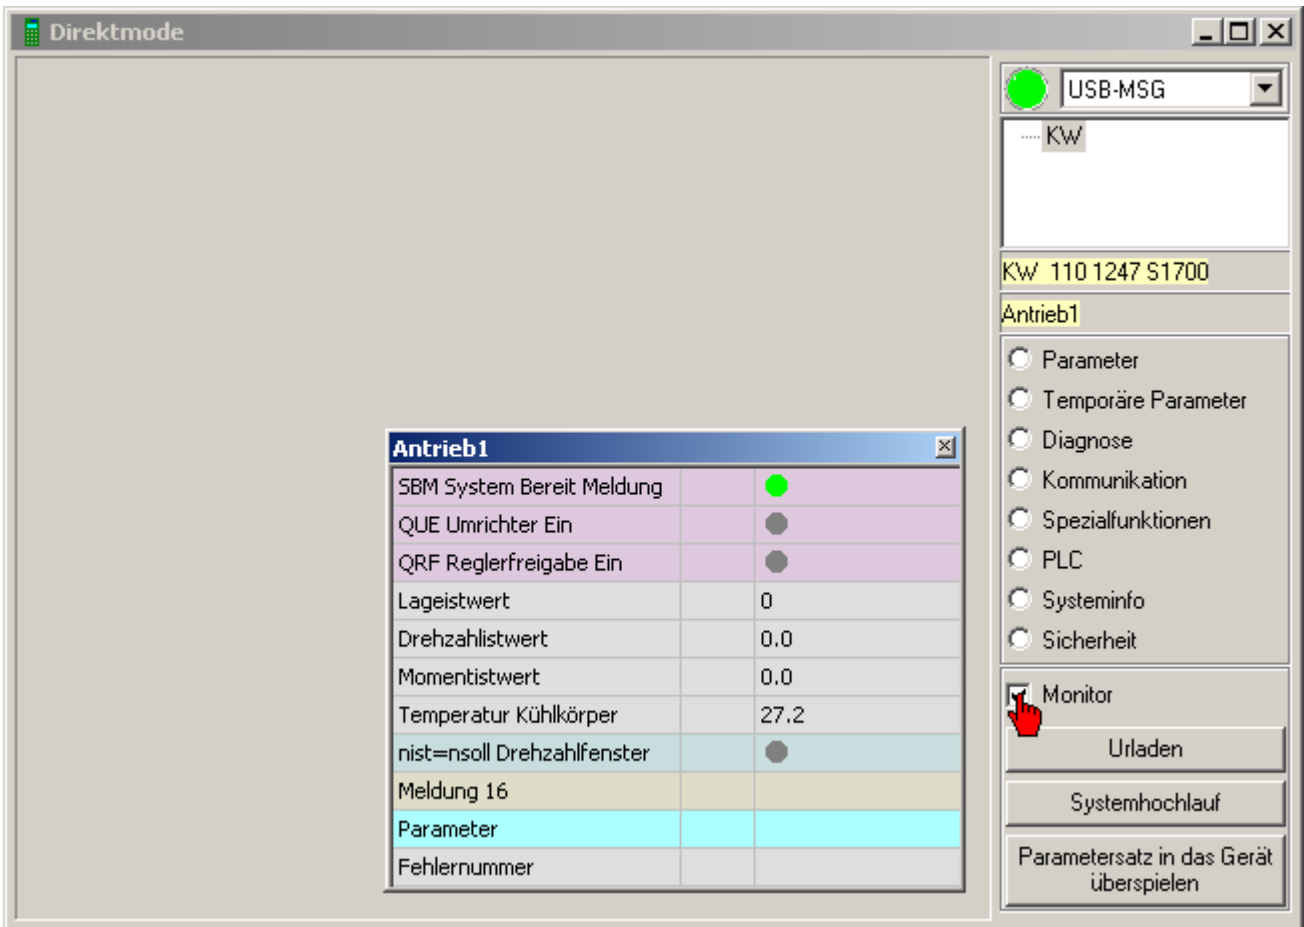 Direktmode
USB-MSG
KW
KW 110 1247 S1700
Antrieb1
Parameter
Temporäre Parameter
Diagnose
Kommunikation
Spezialfunktionen
PLC
Systeminfo
Sicherheit
Monitor
Urladen
Systemhochlauf
Parametersatz in das Gerät
überspielen
Antrieb1
SBM System Bereit Meldung
QUE Umrichter Ein
QRF Reglerfreigabe Ein
Lageistwert 0
Drehzahlistwert 0.0
Momentistwert 0.0
Temperatur Kühlkörper 27.2
nist=nsoll Drehzahlfenster
Meldung 16
Parameter
Fehlernummer